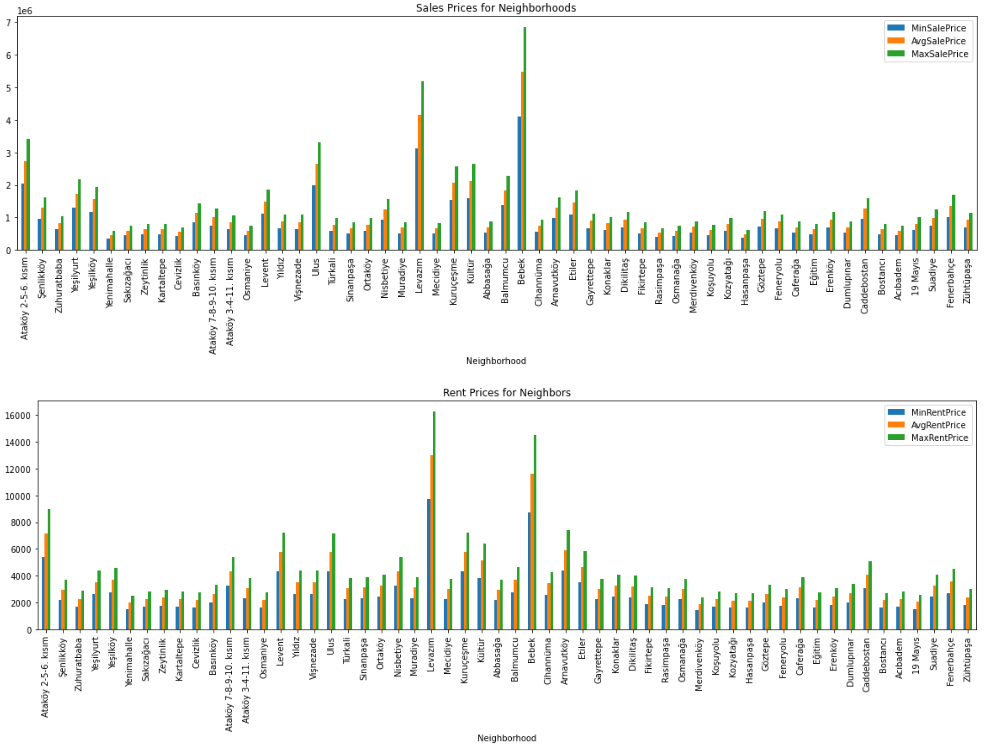 Sales Prices for Neighborhoods
1e6
7
6
5
4
3
2
1
0
MinSalePrice
AvgSalePrice
MaxSalePrice
Ataköy 2-5-6. kısım
Şenlikköy
Zuhuratbaba
Yeşilyurt
Yeşilköy
Yenimahalle
Sakızağacı
Zeytinlik
Kartaltepe
Cevizlik
Basınköy
Ataköy 7-8-9-10. kısım
Ataköy 3-4-11. kısım
Osmaniye
Levent
Yıldız
Vişnezade
Ulus
Türkali
Sinanpaşa
Ortaköy
Nisbetiye
Muradiye
Levazım
Mecidiye
Kuruçeşme
Kültür
Abbasağa
Balmumcu
Bebek
Cihannüma
Arnavutköy
Etiler
Gayrettepe
Konaklar
Dikilitaş
Fikirtepe
Rasimpaşa
Osmanağa
Merdivenköy
Koşuyolu
Kozyatağı
Hasanpaşa
Göztepe
Feneryolu
Caferağa
Eğitim
Erenköy
Dumlupınar
Caddebostan
Bostancı
Acıbadem
19 Mayıs
Suadiye
Fenerbahçe
Zühtüpaşa
Neighborhood
Rent Prices for Neighbors
16000
14000
12000
10000
8000
6000
4000
2000
0
MinRentPrice
AvgRentPrice
MaxRentPrice
Ataköy 2-5-6. kısım
Şenlikköy
Zuhuratbaba
Yeşilyurt
Yeşilköy
Yenimahalle
Sakızağacı
Zeytinlik
Kartaltepe
Cevizlik
Basınköy
Ataköy 7-8-9-10. kısım
Ataköy 3-4-11. kısım
Osmaniye
Levent
Yıldız
Vişnezade
Ulus
Türkali
Sinanpaşa
Ortaköy
Nisbetiye
Muradiye
Levazım
Mecidiye
Kuruçeşme
Kültür
Abbasağa
Balmumcu
Bebek
Cihannüma
Arnavutköy
Etiler
Gayrettepe
Konaklar
Dikilitaş
Fikirtepe
Rasimpaşa
Osmanağa
Merdivenköy
Koşuyolu
Kozyatağı
Hasanpaşa
Göztepe
Feneryolu
Caferağa
Eğitim
Erenköy
Dumlupınar
Caddebostan
Bostancı
Acıbadem
19 Mayıs
Suadiye
Fenerbahçe
Zühtüpaşa
Neighborhood